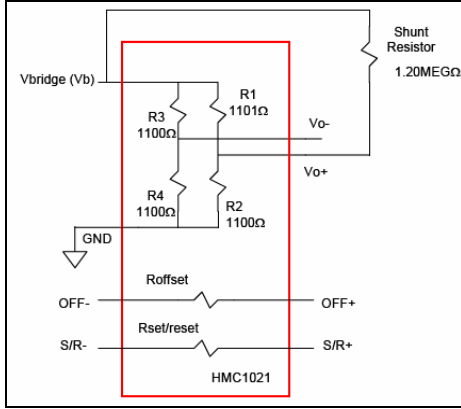 Shunt
Resistor
1.20MEGΩ
Vbridge (Vb)
R3
1100Ω
R1
1101Ω
Vo-
Vo+
R4
1100Ω
R2
1100Ω
GND
Roffset
OFF-
OFF+
Rset/reset
S/R-
S/R+
HMC1021